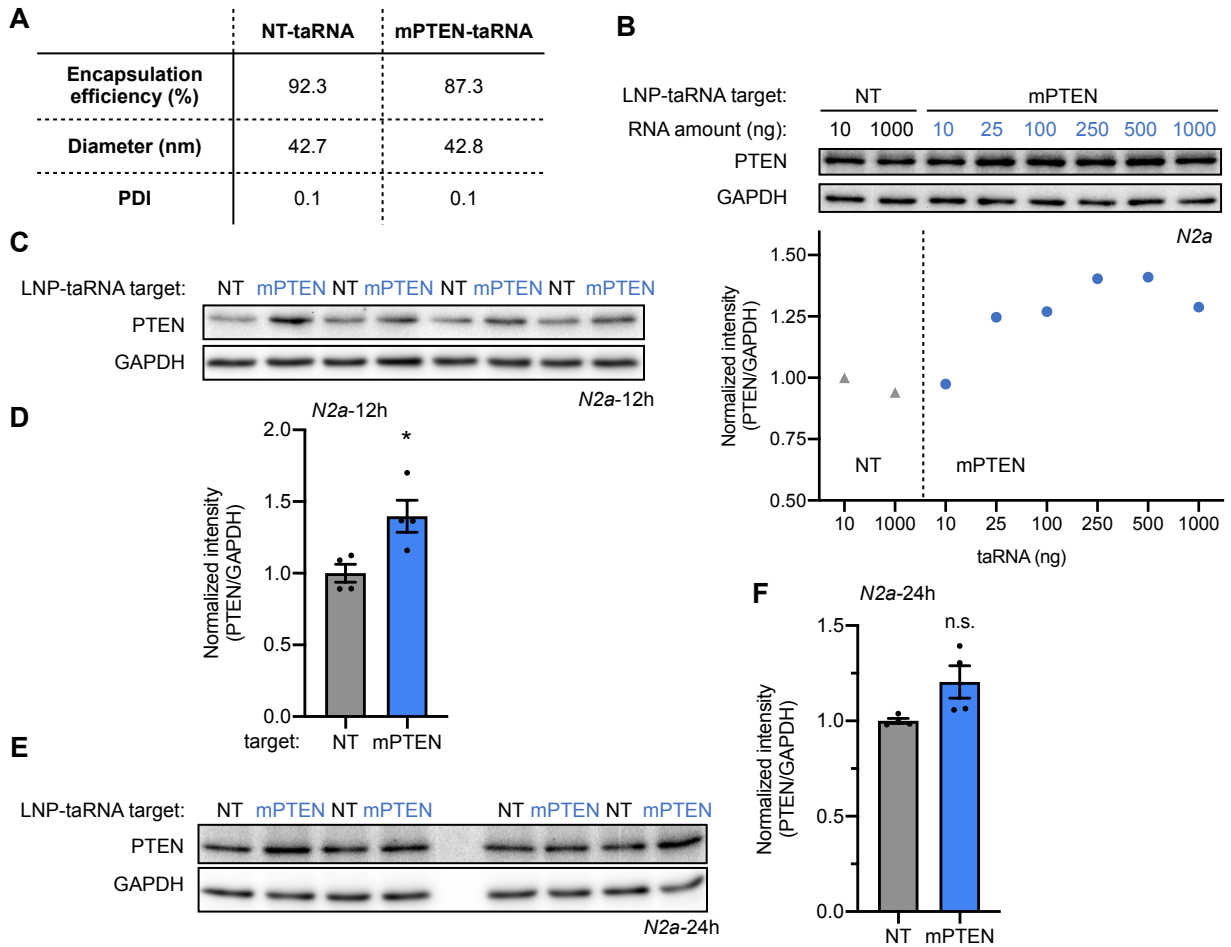 A
NT-taRNA mPTEN-taRNA
Encapsulation efficiency (%) 92.3 87.3
Diameter (nm) 42.7 42.8
PDI 0.1 0.1
B
LNP-taRNA target: NT mPTEN
RNA amount (ng): 10 1000 10 25 100 250 500 1000
PTEN
GAPDH
N2a
Normalized intensity
(PTEN/GAPDH)
1.50
1.25
1.00
0.75
0.50
NT mPTEN
10 1000 10 25 100 250 500 1000
taRNA (ng)
C
LNP-taRNA target: NT mPTEN NT mPTEN NT mPTEN NT mPTEN
PTEN
GAPDH
N2a-12h
D
N2a-12h
Normalized intensity
(PTEN/GAPDH)
2.0
1.5
1.0
0.5
0.0
*
target: NT mPTEN
E
LNP-taRNA target: NT mPTEN NT mPTEN NT mPTEN NT mPTEN
PTEN
GAPDH
N2a-24h
F
N2a-24h
n.s.
Normalized intensity
(PTEN/GAPDH)
1.5
1.0
0.5
0.0
NT mPTEN